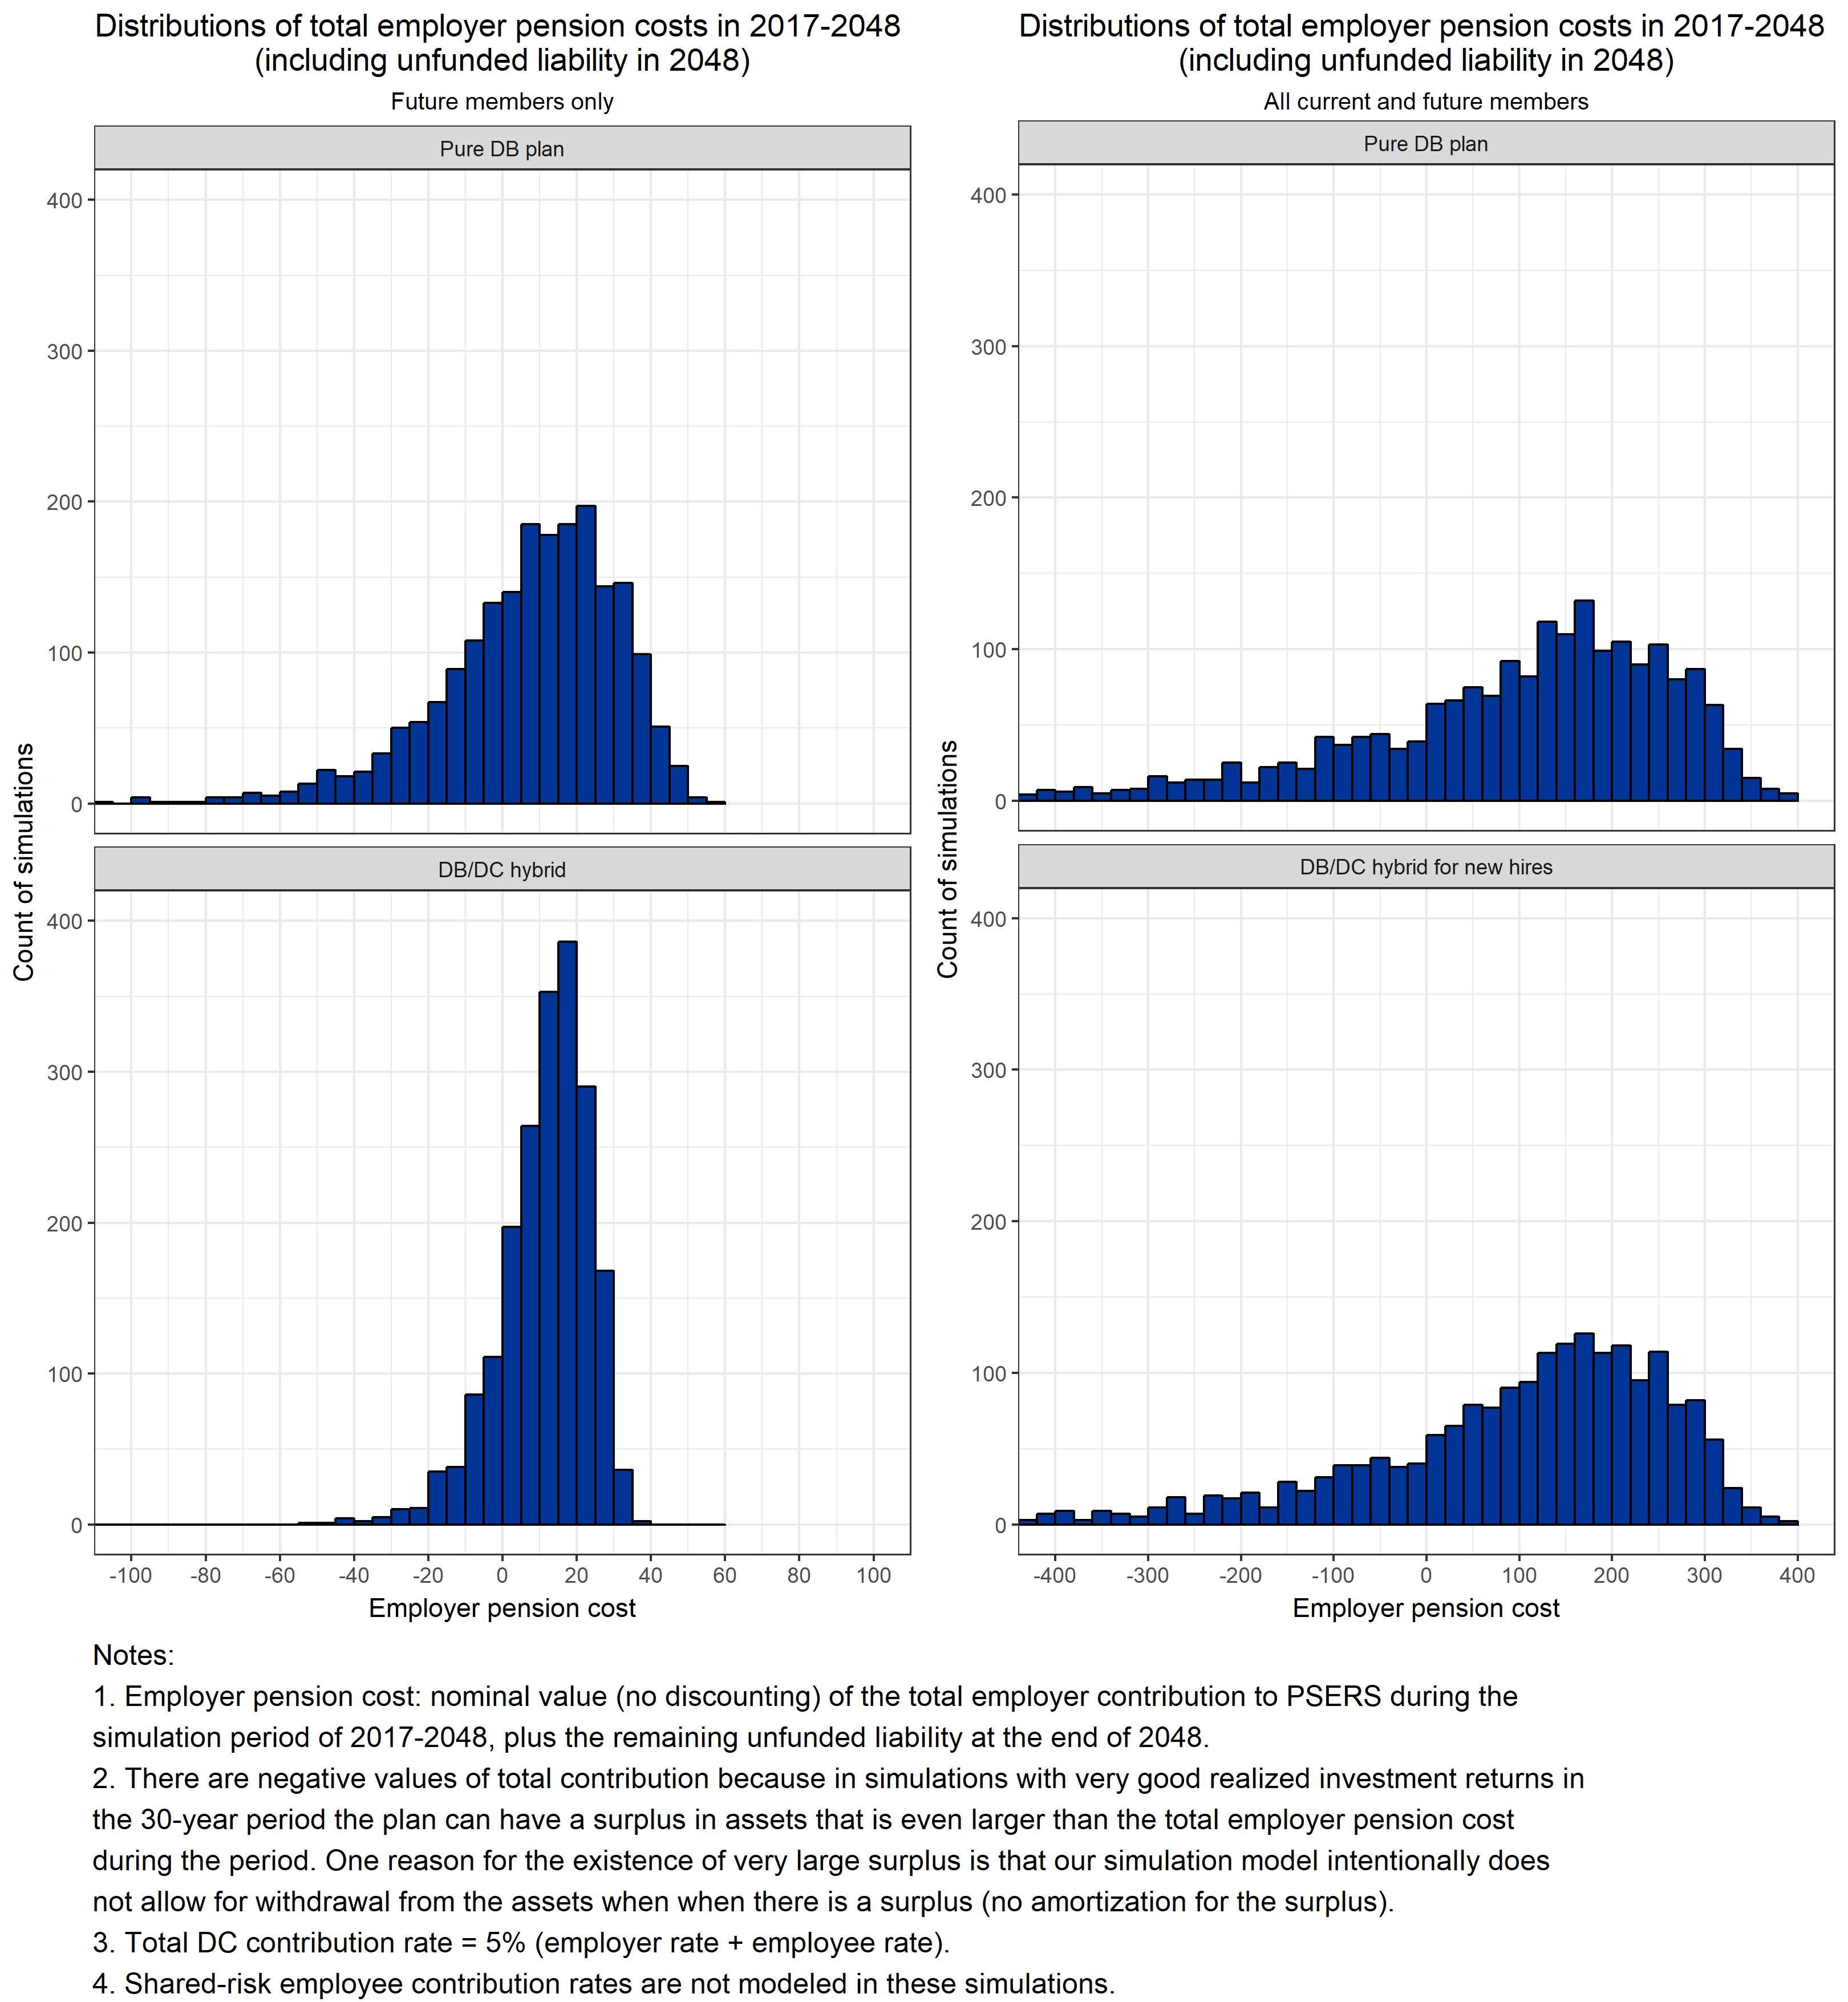 Distributions of total employer pension costs in 2017-2048
(including unfunded liability in 2048)
Future members only
Pure DB plan
400
300
200
100
0
DB/DC hybrid
400
300
200
100
0
-100 -80 -60 -40 -20 0 20 40 60 80 100
Employer pension cost
Count of simulations
Distributions of total employer pension costs in 2017-2048
(including unfunded liability in 2048)
All current and future members
Pure DB plan
400
300
200
100
0
DB/DC hybrid for new hires
400
300
200
100
0
-400 -300 -200 -100 0 100 200 300 400
Employer pension cost
Count of simulations
Notes:
1. Employer pension cost: nominal value (no discounting) of the total employer contribution to PSERS during the
simulation period of 2017-2048, plus the remaining unfunded liability at the end of 2048.
2. There are negative values of total contribution because in simulations with very good realized investment returns in
the 30-year period the plan can have a surplus in assets that is even larger than the total employer pension cost
during the period. One reason for the existence of very large surplus is that our simulation model intentionally does
not allow for withdrawal from the assets when when there is a surplus (no amortization for the surplus).
3. Total DC contribution rate = 5% (employer rate + employee rate).
4. Shared-risk employee contribution rates are not modeled in these simulations.